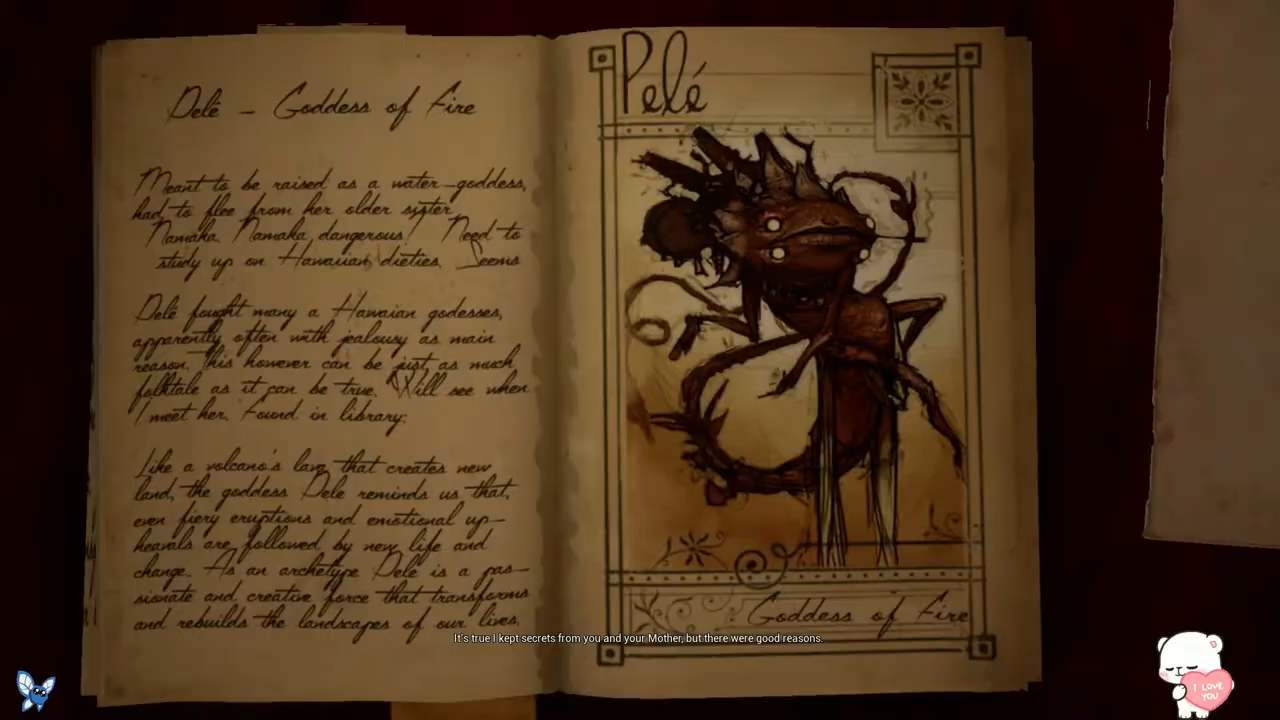 Pelé - Goddess of Fire
Meant to be raised as a water-goddess,
had to flee from her older sister
Namaka. Namaka dangerous! Need to
study up on Hawaiian dieties. Seems
Pelé fought many a Hawaian godesses,
apparently often with jealousy as main
reason. This however can be just as much
folktale as it can be true. Will see when
I meet her. Found in library:
Like a volcano's lava that creates new
land, the goddess Pele reminds us that,
even fiery eruptions and emotional up-
heavals are followed by new life and
change. As an archetype Pele is a pas-
sionate and creative force that transforms
and rebuilds the landscapes of our lives.
Pelé
Goddess of Fire
It's true I kept secrets from you and your Mother, but there were good reasons.
I LOVE
YOU